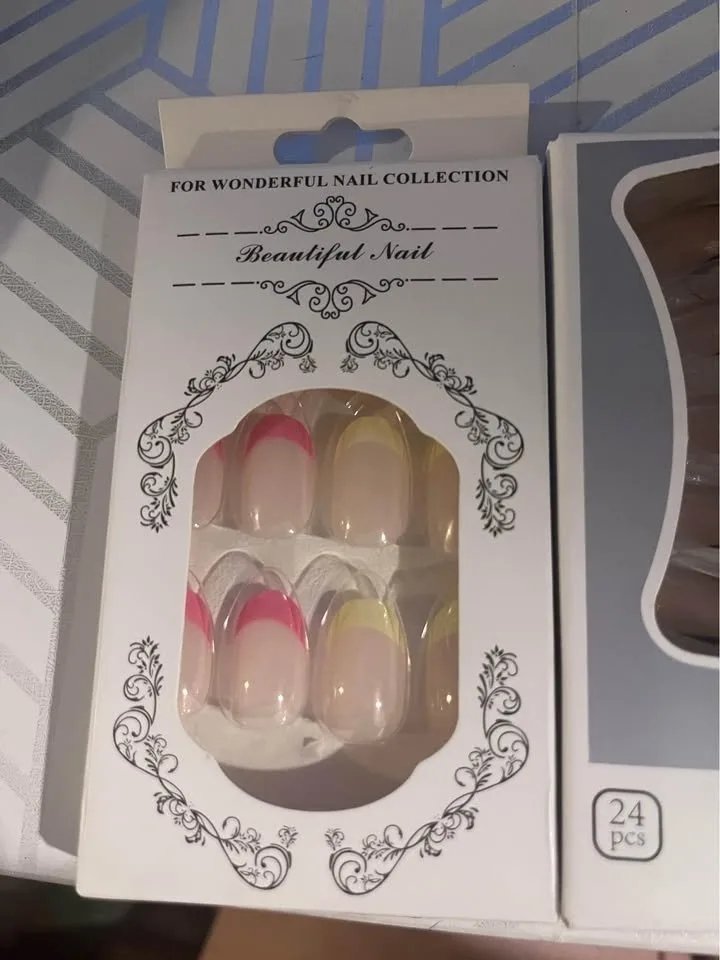 FOR WONDERFUL NAIL COLLECTION
Beautiful Nail
24
pcs